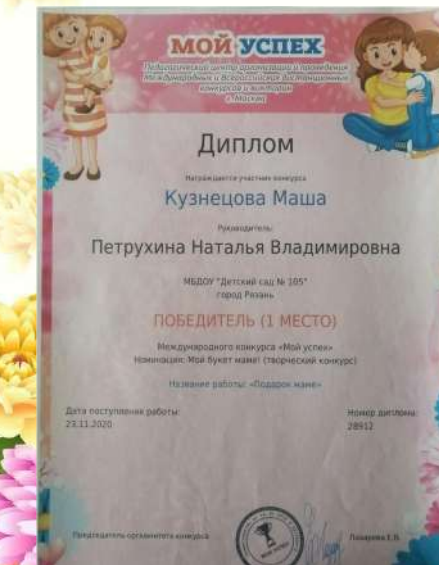 МОЙ УСПЕХ
Педагогический центр организации и проведения
Международных и Всероссийских дистанционных
конкурсов и викторин
г. Москва
Диплом
Награждается участник конкурса
Кузнецова Маша
Руководитель:
Петрухина Наталья Владимировна
МБДОУ "Детский сад № 105"
город Рязань
ПОБЕДИТЕЛЬ (1 МЕСТО)
Международного конкурса «Мой успех»
Номинация: Мой букет маме! (творческий конкурс)
Название работы: «Подарок маме»
Дата поступления работы:
23.11.2020
Номер диплома:
28912
Председатель оргкомитета конкурса
МОЙ УСПЕХ